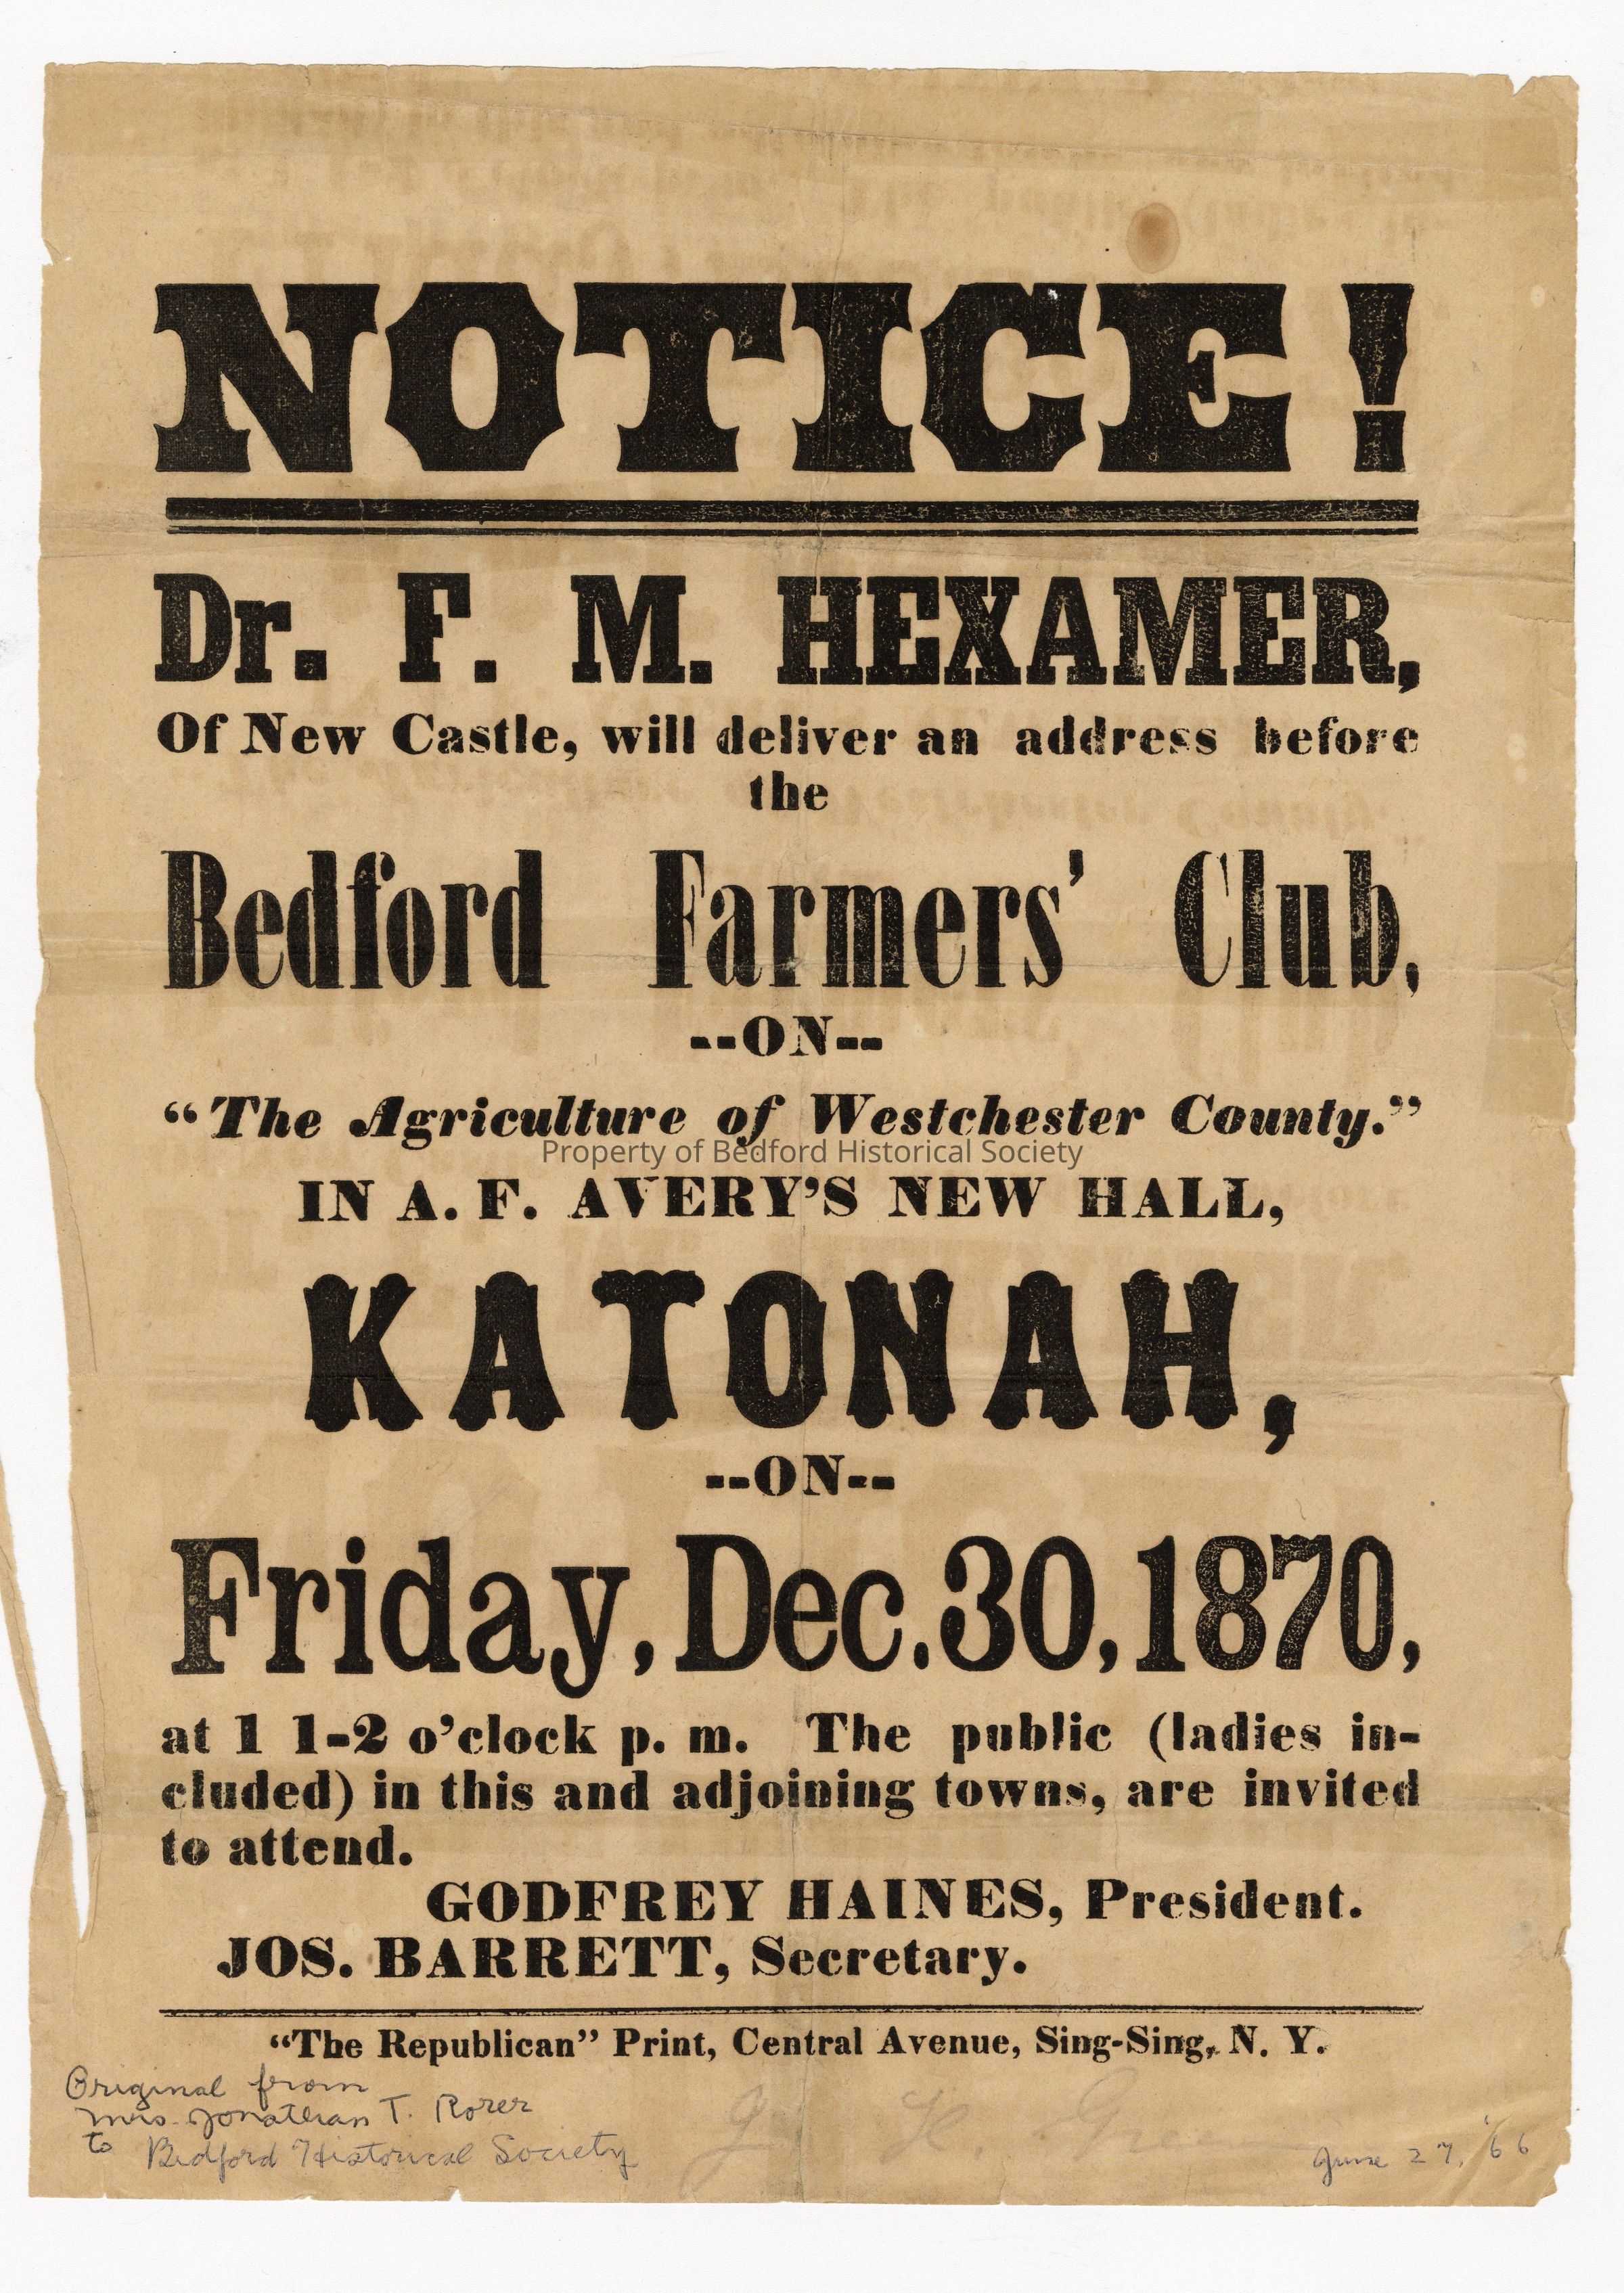 NOTICE!
Dr. F. M. HEXAMER,
Of New Castle, will deliver an address before
the
Bedford Farmers' Club,
--ON--
“The Agriculture of Westchester County.”
Property of Bedford Historical Society
IN A. F. AVERY'S NEW HALL,
KATONAH,
--ON--
Friday, Dec. 30, 1870,
at 1 1-2 o'clock p. m. The public (ladies in-
cluded) in this and adjoining towns, are invited
to attend.
GODFREY HAINES, President.
JOS. BARRETT, Secretary.
“The Republican” Print, Central Avenue, Sing-Sing, N. Y.
Original from
Mrs. Jonathan T. Rorer
to Bedford Historical Society
June 27, '66